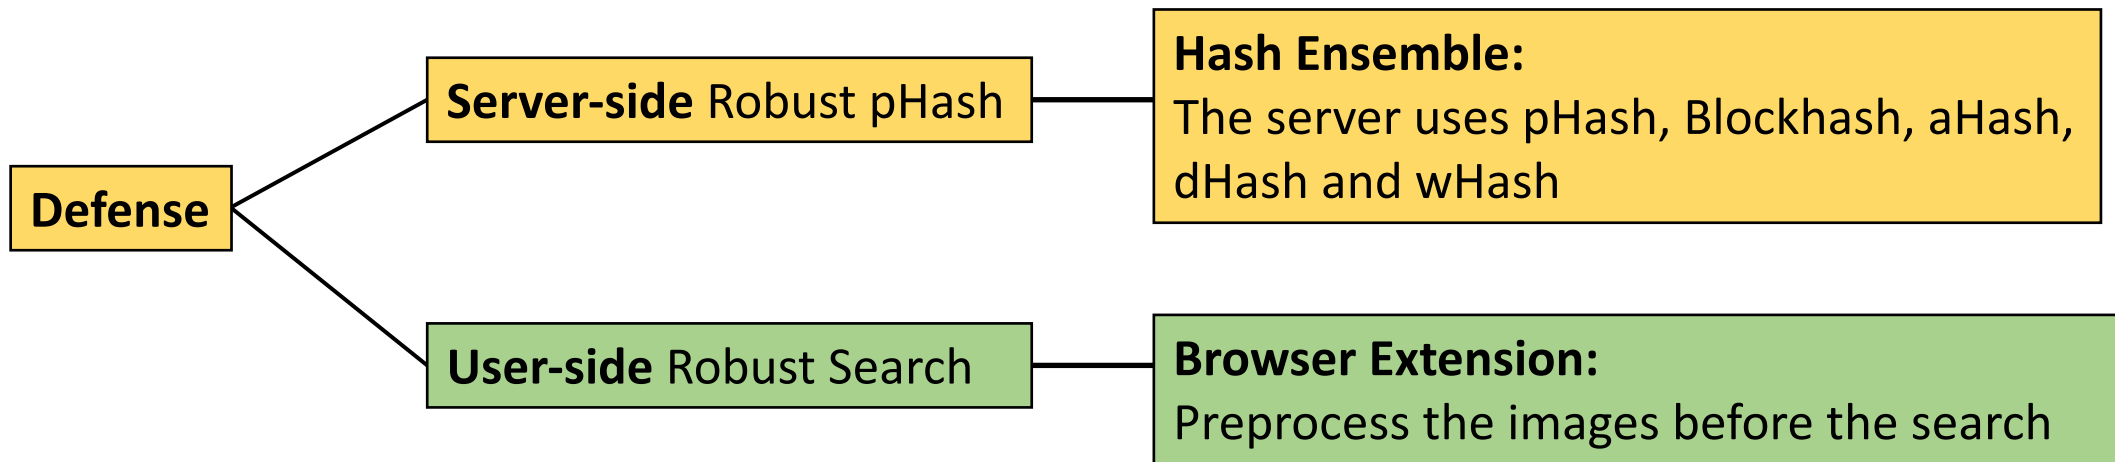 Defense
Server-side Robust pHash
Hash Ensemble:
The server uses pHash, Blockhash, aHash,
dHash and wHash
User-side Robust Search
Browser Extension:
Preprocess the images before the search